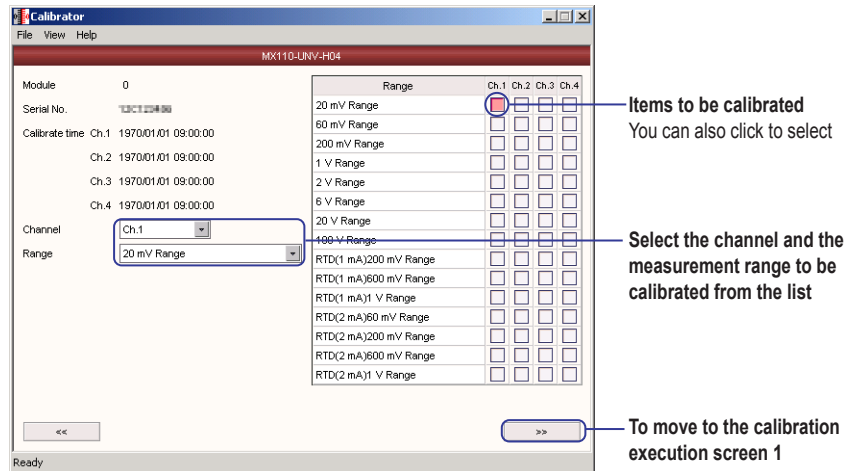 Calibrator
File View Help
MX110-UNV-H04
Module 0
Serial No.
Calibrate time Ch.1 1970/01/01 09:00:00
Ch.2 1970/01/01 09:00:00
Ch.3 1970/01/01 09:00:00
Ch.4 1970/01/01 09:00:00
Channel Ch.1
Range 20 mV Range
Range Ch.1 Ch.2 Ch.3 Ch.4
20 mV Range
60 mV Range
200 mV Range
1 V Range
2 V Range
6 V Range
20 V Range
100 V Range
RTD(1 mA)200 mV Range
RTD(1 mA)600 mV Range
RTD(1 mA)1 V Range
RTD(2 mA)60 mV Range
RTD(2 mA)200 mV Range
RTD(2 mA)600 mV Range
RTD(2 mA)1 V Range
<<
>>
Ready
Items to be calibrated
You can also click to select
Select the channel and the
measurement range to be
calibrated from the list
To move to the calibration
execution screen 1